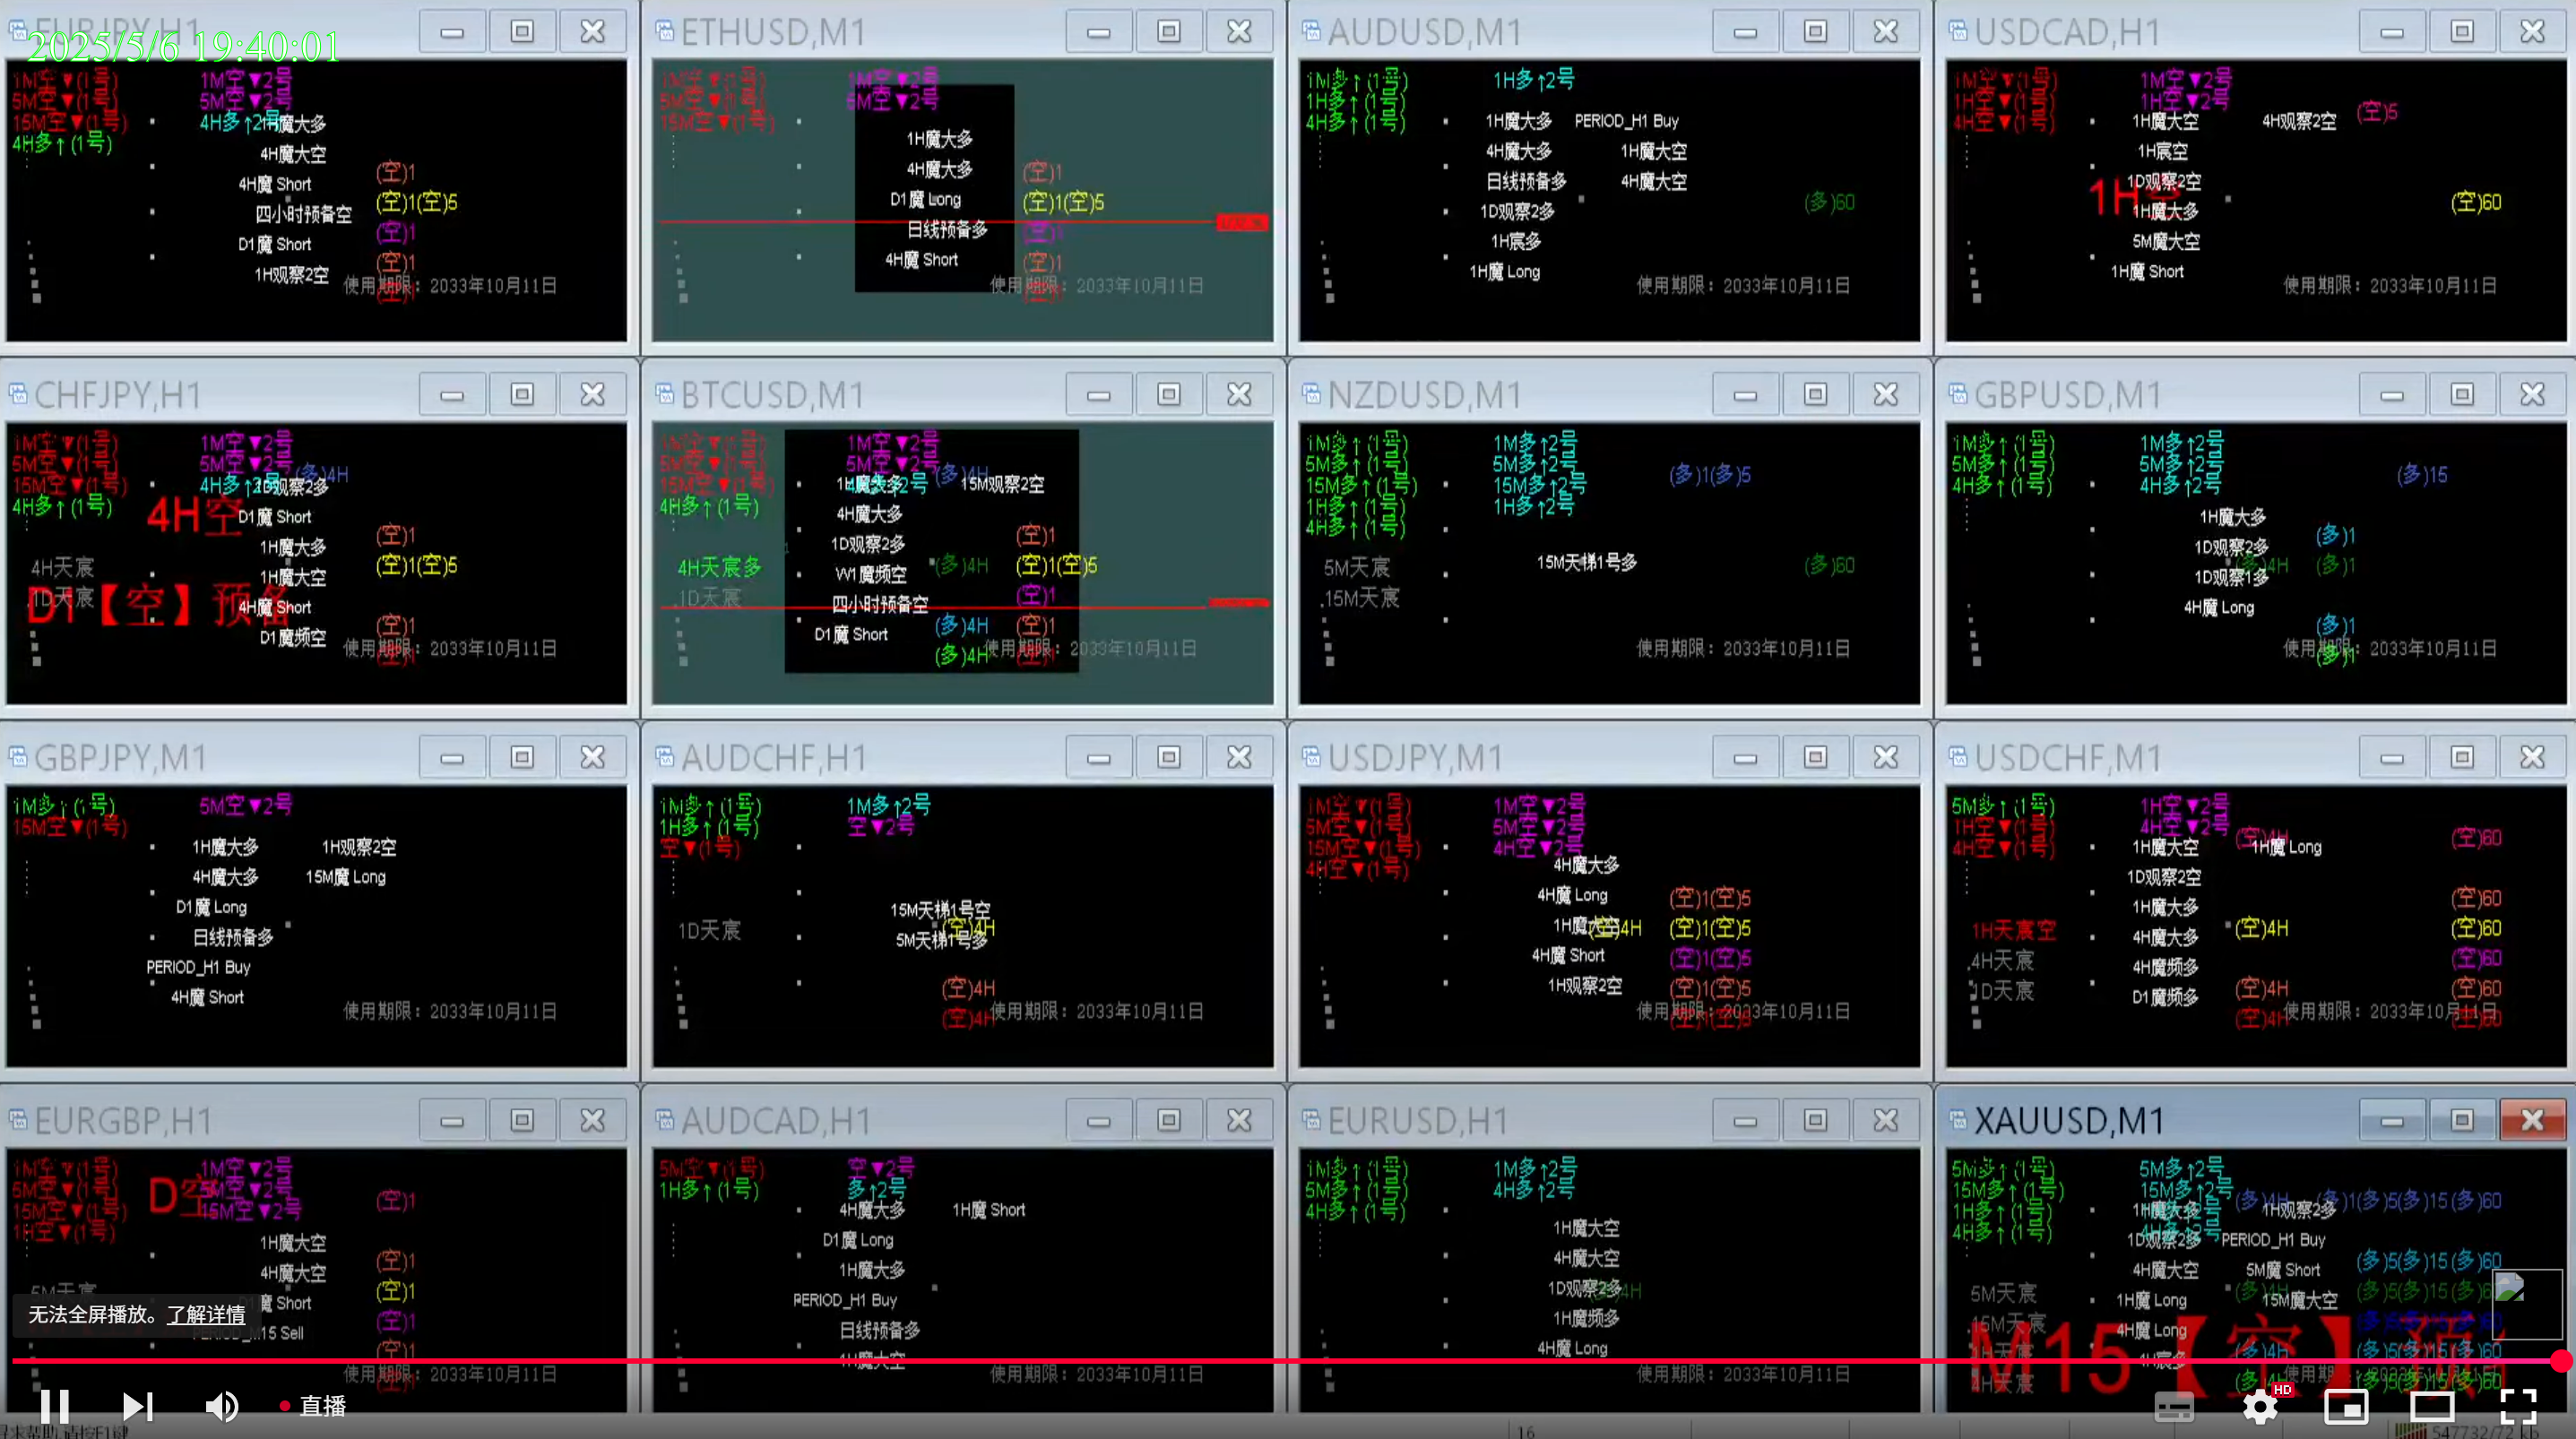 2025/5/6 19:40:01
EURJPY,H1
1M空▼(1号)
1M空▼2号
5M空▼(1号)
5M空▼2号
15M空▼(1号)
4H多↑2号
1H魔大多
4H多↑(1号)
4H魔大空
4H魔 Short
(空)1
四小时预备空
(空)1(空)5
D1魔 Short
(空)1
1H观察2空
(空)1
使用期限：2033年10月11日
ETHUSD,M1
1M空▼(1号)
1M空▼2号
5M空▼(1号)
5M空▼2号
15M空▼(1号)
1H魔大多
4H魔大多
(空)1
D1魔 Long
(空)1(空)5
日线预备多
(空)1
4H魔 Short
(空)1
使用期限：2033年10月11日
AUDUSD,M1
1M多↑(1号)
1H多↑2号
1H多↑(1号)
4H多↑(1号)
1H魔大多
PERIOD_H1 Buy
4H魔大多
1H魔大空
日线预备多
4H魔大空
1D观察2多
(多)60
1H宸多
1H魔 Long
使用期限：2033年10月11日
USDCAD,H1
1M空▼(1号)
1M空▼2号
1H空▼(1号)
1H空▼2号
(空)5
4H空▼(1号)
1H魔大空
4H观察2空
1H宸空
1D观察2空
1H空
(空)60
1H魔大多
5M魔大空
1H魔 Short
使用期限：2033年10月11日
CHFJPY,H1
1M空▼(1号)
1M空▼2号
5M空▼(1号)
5M空▼2号
(多)4H
15M空▼(1号)
4H多↑2号
1D观察2多
4H多↑(1号)
4H空
D1魔 Short
1H魔大多
(空)1
4H天宸
1H魔大空
(空)1(空)5
1D天宸
D1【空】预备
4H魔 Short
D1魔频空
(空)1
使用期限：2033年10月11日
BTCUSD,M1
1M空▼(1号)
1M空▼2号
5M空▼(1号)
5M空▼2号
(多)4H
15M空▼(1号)
1H魔大多
15M观察2空
4H多↑(1号)
4H魔大多
1D观察2多
(空)1
4H天宸多
W1魔频空
(多)4H
(空)1(空)5
1D天宸
四小时预备空
(空)1
D1魔 Short
(多)4H
(空)1
(多)4H
使用期限：2033年10月11日
NZDUSD,M1
1M多↑(1号)
1M多↑2号
5M多↑(1号)
5M多↑2号
(多)1(多)5
15M多↑(1号)
15M多↑2号
1H多↑(1号)
1H多↑2号
4H多↑(1号)
5M天宸
15M天梯1号多
(多)60
15M天宸
使用期限：2033年10月11日
GBPUSD,M1
1M多↑(1号)
1M多↑2号
5M多↑(1号)
5M多↑2号
(多)15
4H多↑(1号)
4H多↑2号
1H魔大多
1D观察2多
(多)1
(多)4H
(多)1
1D观察1多
4H魔 Long
(多)1
(多)1
使用期限：2033年10月11日
GBPJPY,M1
1M多↑(1号)
5M空▼2号
15M空▼(1号)
1H魔大多
1H观察2空
4H魔大多
15M魔 Long
D1魔 Long
日线预备多
PERIOD_H1 Buy
4H魔 Short
使用期限：2033年10月11日
AUDCHF,H1
1M多↑(1号)
1M多↑2号
1H多↑(1号)
空▼2号
空▼(1号)
15M天梯1号空
1D天宸
(空)4H
5M天梯1号多
(空)4H
(空)4H
使用期限：2033年10月11日
USDJPY,M1
1M空▼(1号)
1M空▼2号
5M空▼(1号)
5M空▼2号
15M空▼(1号)
4H空▼2号
4H空▼(1号)
4H魔大多
4H魔 Long
(空)1(空)5
1H魔大空
(空)4H
(空)1(空)5
4H魔 Short
(空)1(空)5
1H观察2空
(空)1(空)5
使用期限：2033年10月11日
(空)1(空)5
USDCHF,M1
5M多↑(1号)
1H空▼2号
1H空▼(1号)
4H空▼2号
(空)4H
(空)60
4H空▼(1号)
1H魔大空
1H魔 Long
1D观察2空
1H魔大多
(空)60
1H天宸空
4H魔大多
(空)4H
(空)60
4H天宸
4H魔频多
(空)60
1D天宸
D1魔频多
(空)4H
(空)60
(空)4H
使用期限：2033年10月11日
(空)60
EURGBP,H1
1M空▼(1号)
1M空▼2号
5M空▼(1号)
D空
5M空▼2号
(空)1
15M空▼(1号)
15M空▼2号
1H空▼(1号)
1H魔大空
4H魔大空
(空)1
5M天宸
(空)1
魔 Short
(空)1
PERIOD_M15 Sell
(空)1
使用期限：2033年10月11日
AUDCAD,H1
5M空▼(1号)
空▼2号
1H多↑(1号)
多↑2号
4H魔大多
1H魔 Short
D1魔 Long
1H魔大多
PERIOD_H1 Buy
日线预备多
1H魔大空
使用期限：2033年10月11日
EURUSD,H1
1M多↑(1号)
1M多↑2号
5M多↑(1号)
4H多↑2号
4H多↑(1号)
1H魔大空
4H魔大空
1D观察2多
1H魔频多
4H魔 Long
使用期限：2033年10月11日
XAUUSD,M1
5M多↑(1号)
5M多↑2号
15M多↑(1号)
15M多↑2号
(多)4H
(多)1(多)5(多)15(多)60
1H多↑(1号)
1H魔大多
1H观察2多
4H多↑(1号)
4H多↑2号
1D观察2多
PERIOD_H1 Buy
4H魔大空
5M魔 Short
(多)5(多)15(多)60
5M天宸
1H魔 Long
15M魔大空
15M天宸
4H魔 Long
M15【空】预
4H宸多
(多)4H
(多)5(多)15(多)60
4H天宸
无法全屏播放。了解详情
直播
HD
16